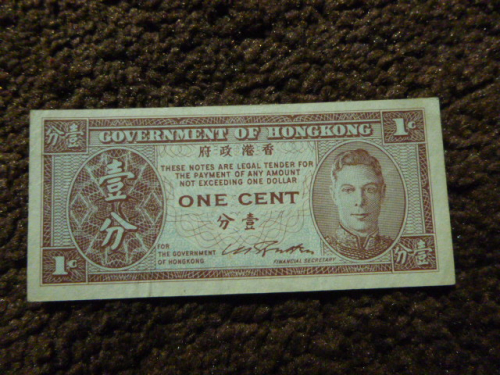 分壹
GOVERNMENT OF HONGKONG
1¢
府政港香
THESE NOTES ARE LEGAL TENDER FOR
THE PAYMENT OF ANY AMOUNT
NOT EXCEEDING ONE DOLLAR
壹分
ONE CENT
分壹
FOR
THE GOVERNMENT
OF HONGKONG
FINANCIAL SECRETARY
1¢
分壹